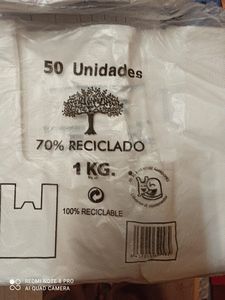 50 Unidades
70% RECICLADO
1 KG.
100% RECICLABLE
REDMI NOTE 8 PRO
AI QUAD CAMERA